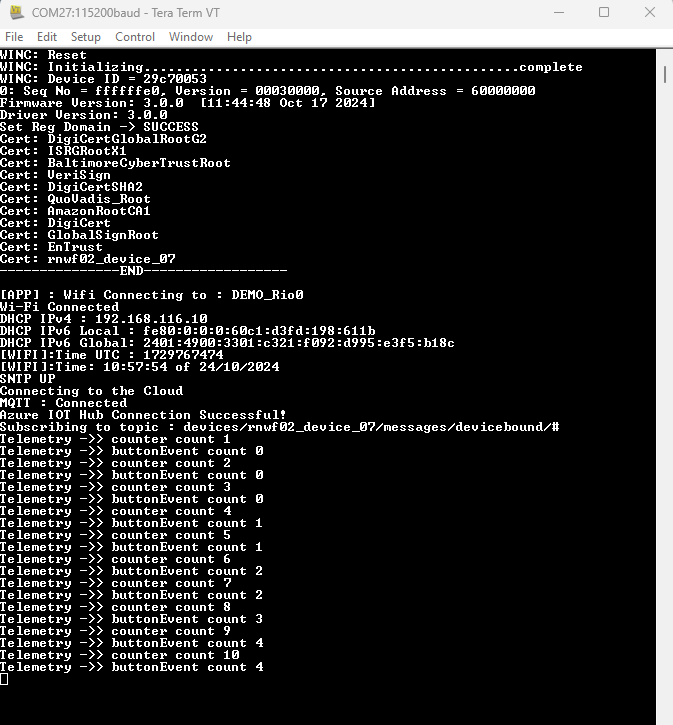 COM27:115200baud - Tera Term VT
File Edit Setup Control Window Help
WINC: Reset
WINC: Initializing...............................................complete
WINC: Device ID = 29c70053
0: Seq No = ffffffe0, Version = 00030000, Source Address = 60000000
Firmware Version: 3.0.0  [11:44:48 Oct 17 2024]
Driver Version: 3.0.0
Set Reg Domain -> SUCCESS
Cert: DigiCertGlobalRootG2
Cert: ISRGRootX1
Cert: BaltimoreCyberTrustRoot
Cert: VeriSign
Cert: DigiCertSHA2
Cert: QuoVadis_Root
Cert: AmazonRootCA1
Cert: DigiCert
Cert: GlobalSignRoot
Cert: EnTrust
Cert: rnwf02_device_07
---------------END------------------
[APP] : Wifi Connecting to : DEMO_Rio0
Wi-Fi Connected
DHCP IPv4 : 192.168.116.10
DHCP IPv6 Local : fe80:0:0:0:60c1:d3fd:198:611b
DHCP IPv6 Global: 2401:4900:3301:c321:f092:d995:e3f5:b18c
[WIFI]:Time UTC : 1729767474
[WIFI]:Time: 10:57:54 of 24/10/2024
SNTP UP
Connecting to the Cloud
MQTT : Connected
Azure IOT Hub Connection Successful!
Subscribing to topic : devices/rnwf02_device_07/messages/devicebound/#
Telemetry ->> counter count 1
Telemetry ->> buttonEvent count 0
Telemetry ->> counter count 2
Telemetry ->> buttonEvent count 0
Telemetry ->> counter count 3
Telemetry ->> buttonEvent count 0
Telemetry ->> counter count 4
Telemetry ->> buttonEvent count 1
Telemetry ->> counter count 5
Telemetry ->> buttonEvent count 1
Telemetry ->> counter count 6
Telemetry ->> buttonEvent count 2
Telemetry ->> counter count 7
Telemetry ->> buttonEvent count 2
Telemetry ->> counter count 8
Telemetry ->> buttonEvent count 3
Telemetry ->> counter count 9
Telemetry ->> buttonEvent count 4
Telemetry ->> counter count 10
Telemetry ->> buttonEvent count 4